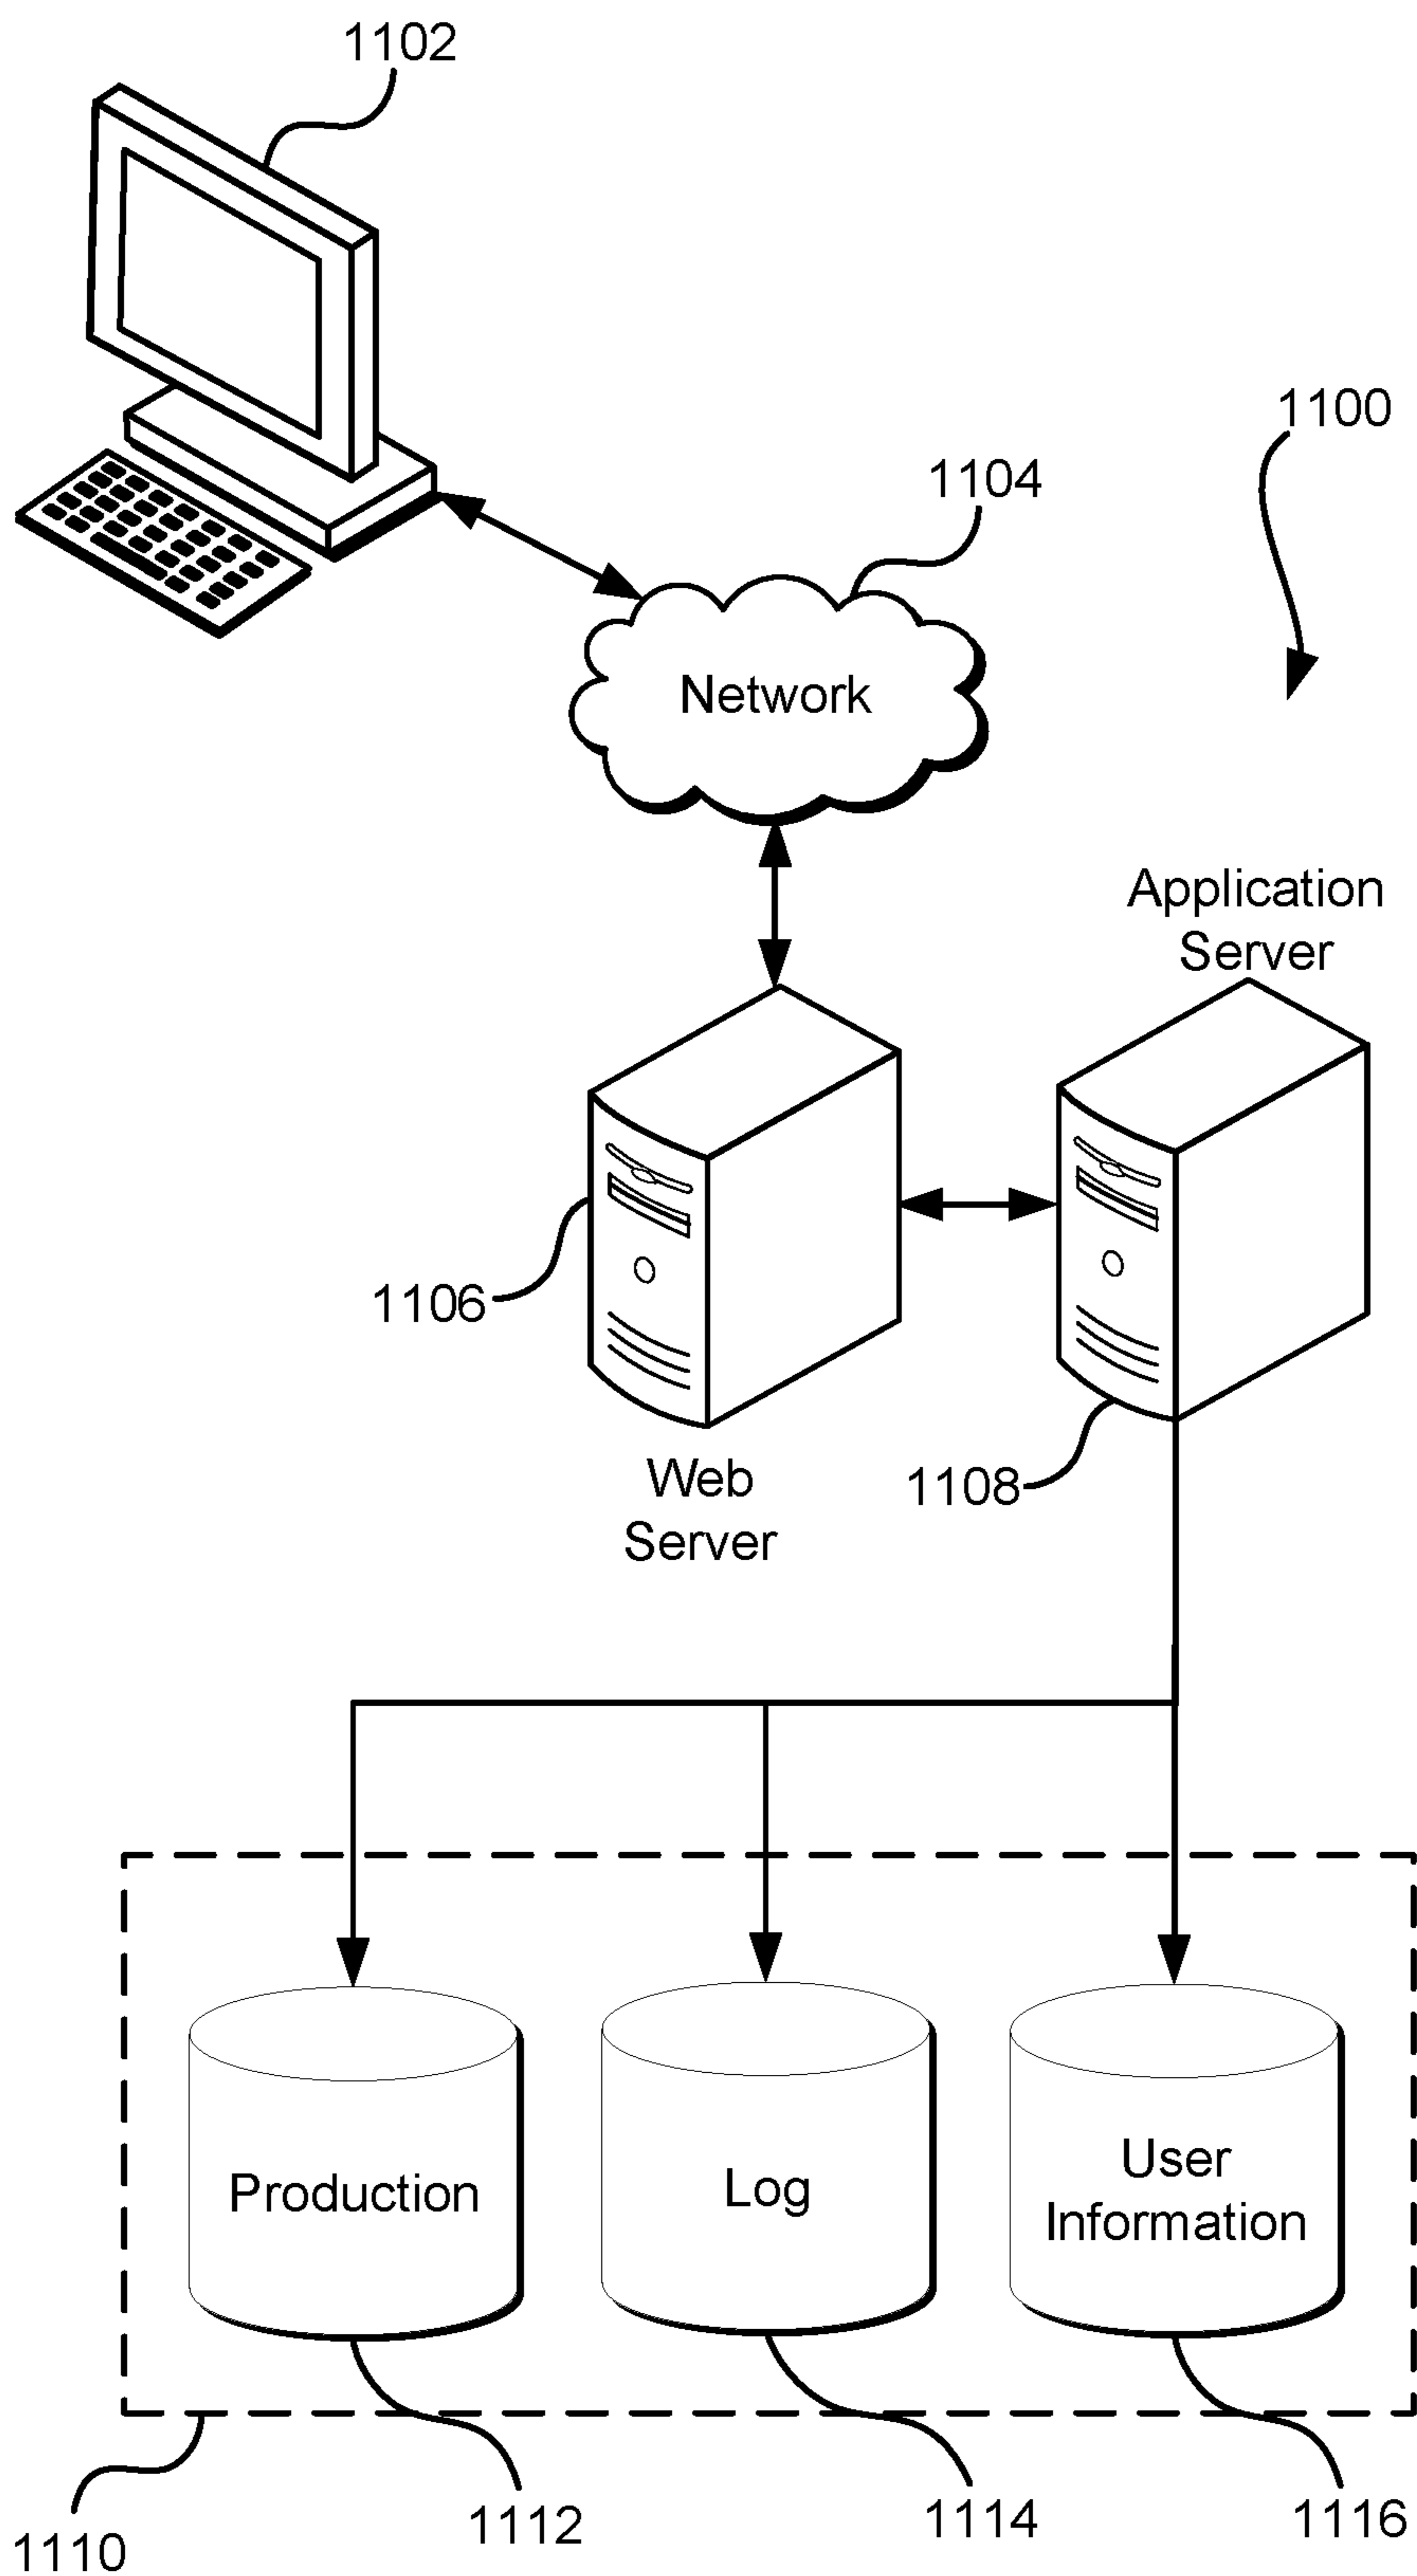 1102
1100
1104
Network
Application
Server
1106
1108
Web
Server
Production
Log
User
Information
1110
1112
1114
1116